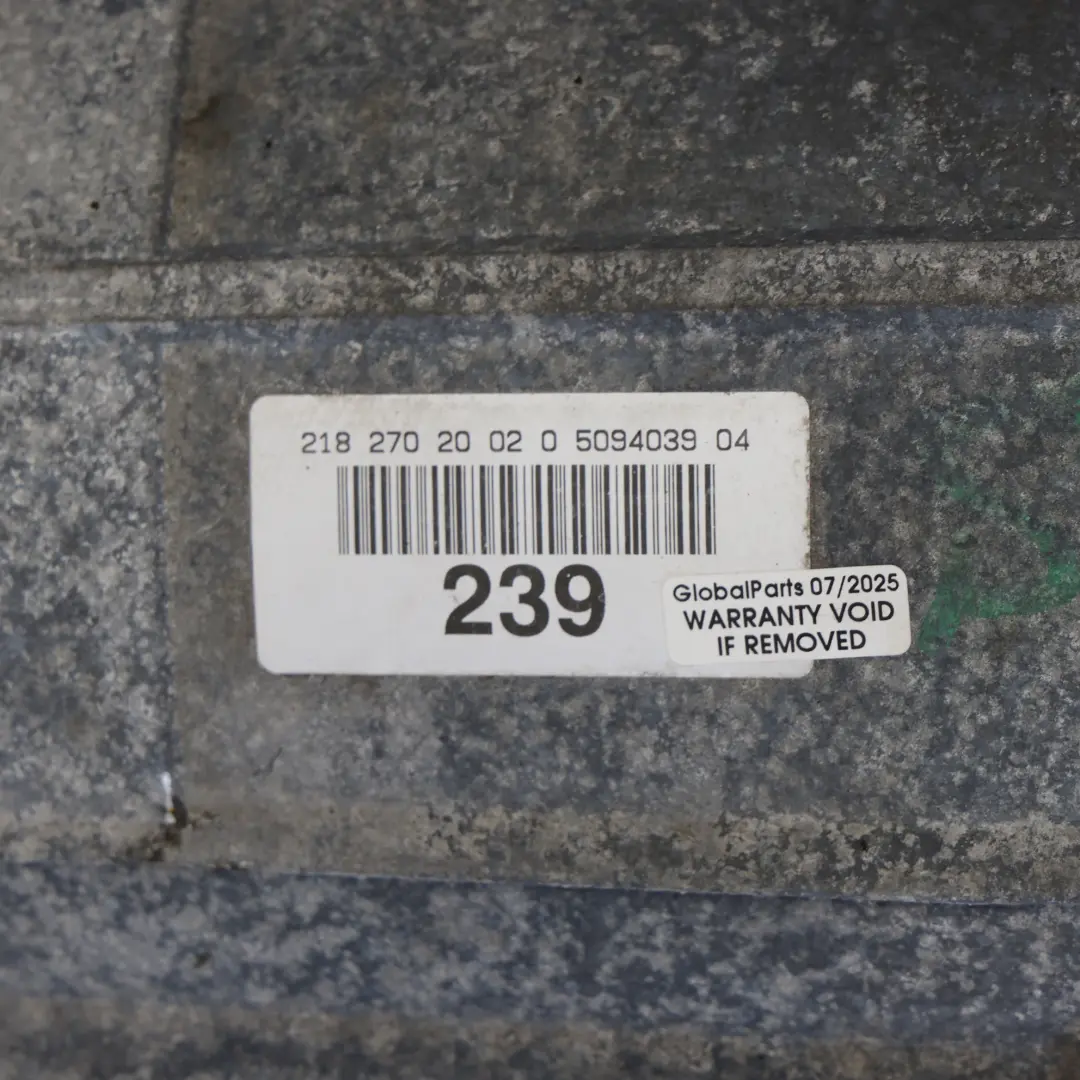 218 270 20 02 0 5094039 04
239
GlobalParts 07/2025
WARRANTY VOID
IF REMOVED